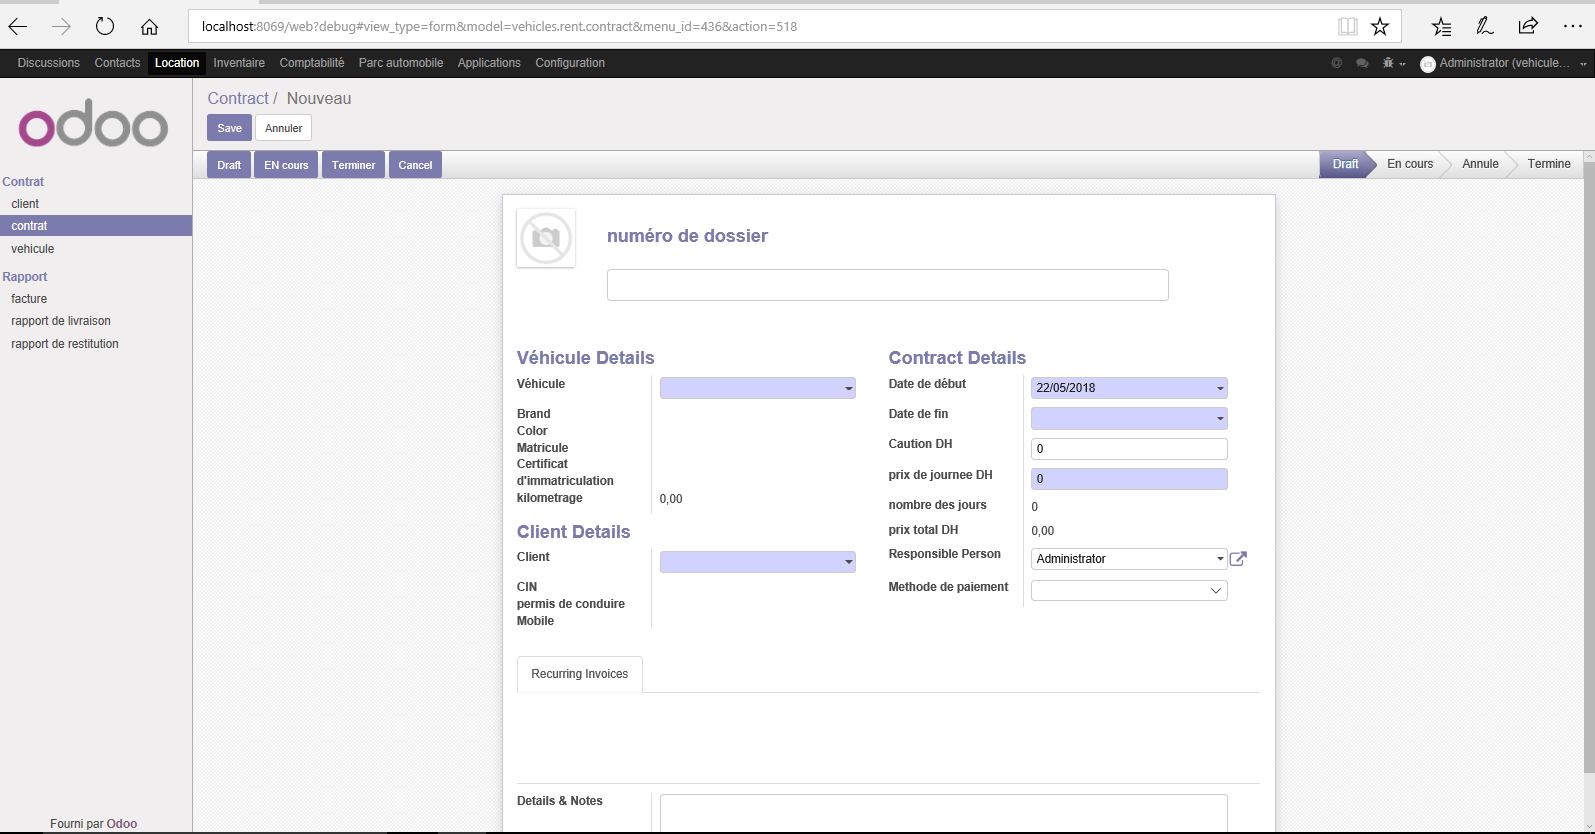 localhost:8069/web?debug#view_type=form&model=vehicles.rent.contract&menu_id=436&action=518
Discussions Contacts Location Inventaire Comptabilité Parc automobile Applications Configuration
@ Administrator (vehicule...
odoo
Contrat
client
contrat
vehicule
Rapport
facture
rapport de livraison
rapport de restitution
Fourni par Odoo
Contract / Nouveau
Save Annuler
Draft EN cours Terminer Cancel
Draft En cours Annule Termine
numéro de dossier
Véhicule Details
Véhicule
Brand
Color
Matricule
Certificat
d'immatriculation
kilometrage 0,00
Client Details
Client
CIN
permis de conduire
Mobile
Contract Details
Date de début 22/05/2018
Date de fin
Caution DH 0
prix de journee DH 0
nombre des jours 0
prix total DH 0,00
Responsible Person Administrator
Methode de paiement
Recurring Invoices
Details & Notes